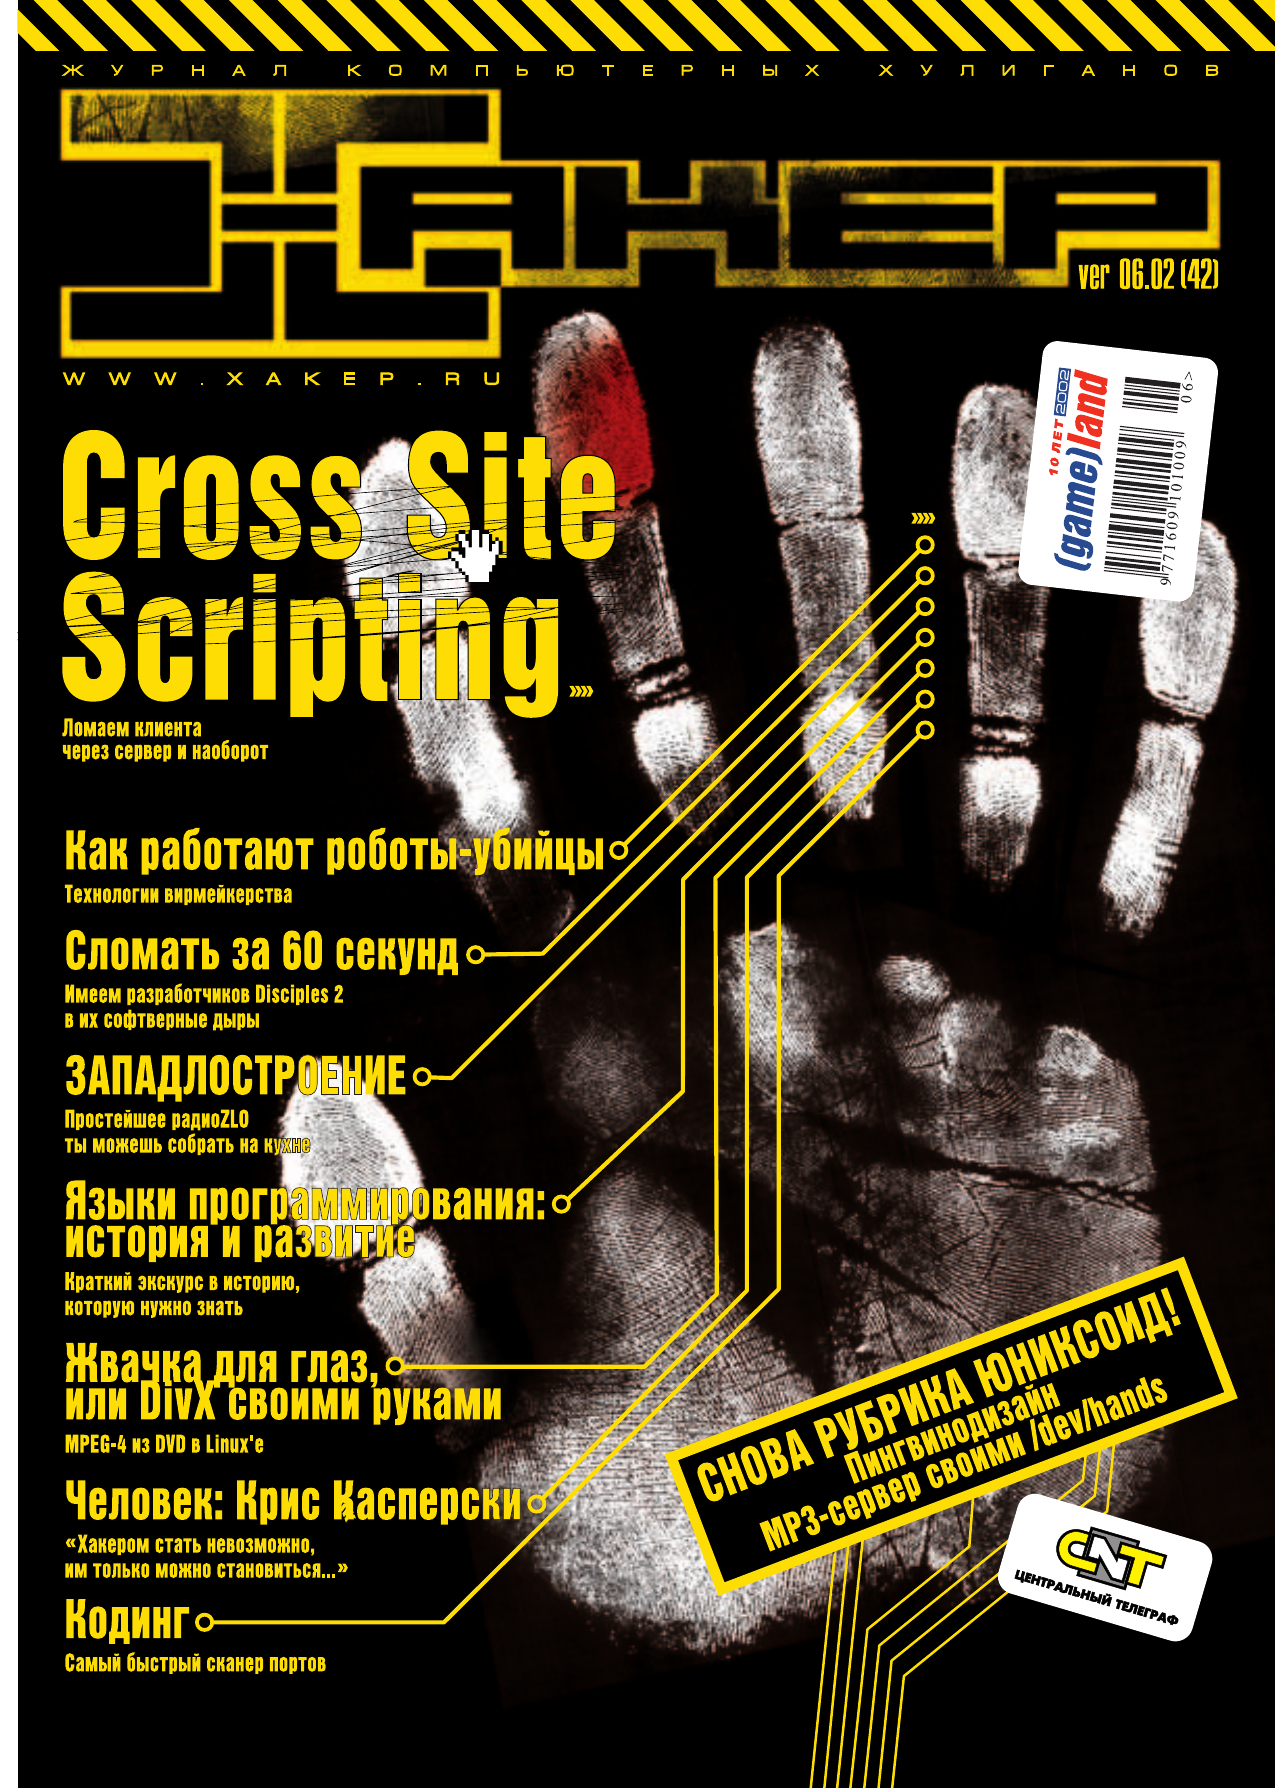 ЖУРНАЛ КОМПЬЮТЕРНЫХ ХУЛИГАНОВ
ХАКЕР
ver 06.02 (42)
WWW.XAKEP.RU
10 ЛЕТ 2002
(game)land
9 771609 101009
06>
Cross Site
Scripting »»
Ломаем клиента
через сервер и наоборот
»»
Как работают роботы-убийцы
Технологии вирмейкерства
Сломать за 60 секунд
Имеем разработчиков Disciples 2
в их софтверные дыры
ЗАПАДЛОСТРОЕНИЕ
Простейшее радиоZLO
ты можешь собрать на кухне
Языки программирования:
история и развитие
Краткий экскурс в историю,
которую нужно знать
Жвачка для глаз,
или DivX своими руками
MPEG-4 из DVD в Linux'е
Человек: Крис Касперски
«Хакером стать невозможно,
им только можно становиться...»
Кодинг
Самый быстрый сканер портов
СНОВА РУБРИКА ЮНИКСОИД!
Пингвинодизайн
MP3-сервер своими /dev/hands
CNT
ЦЕНТРАЛЬНЫЙ ТЕЛЕГРАФ